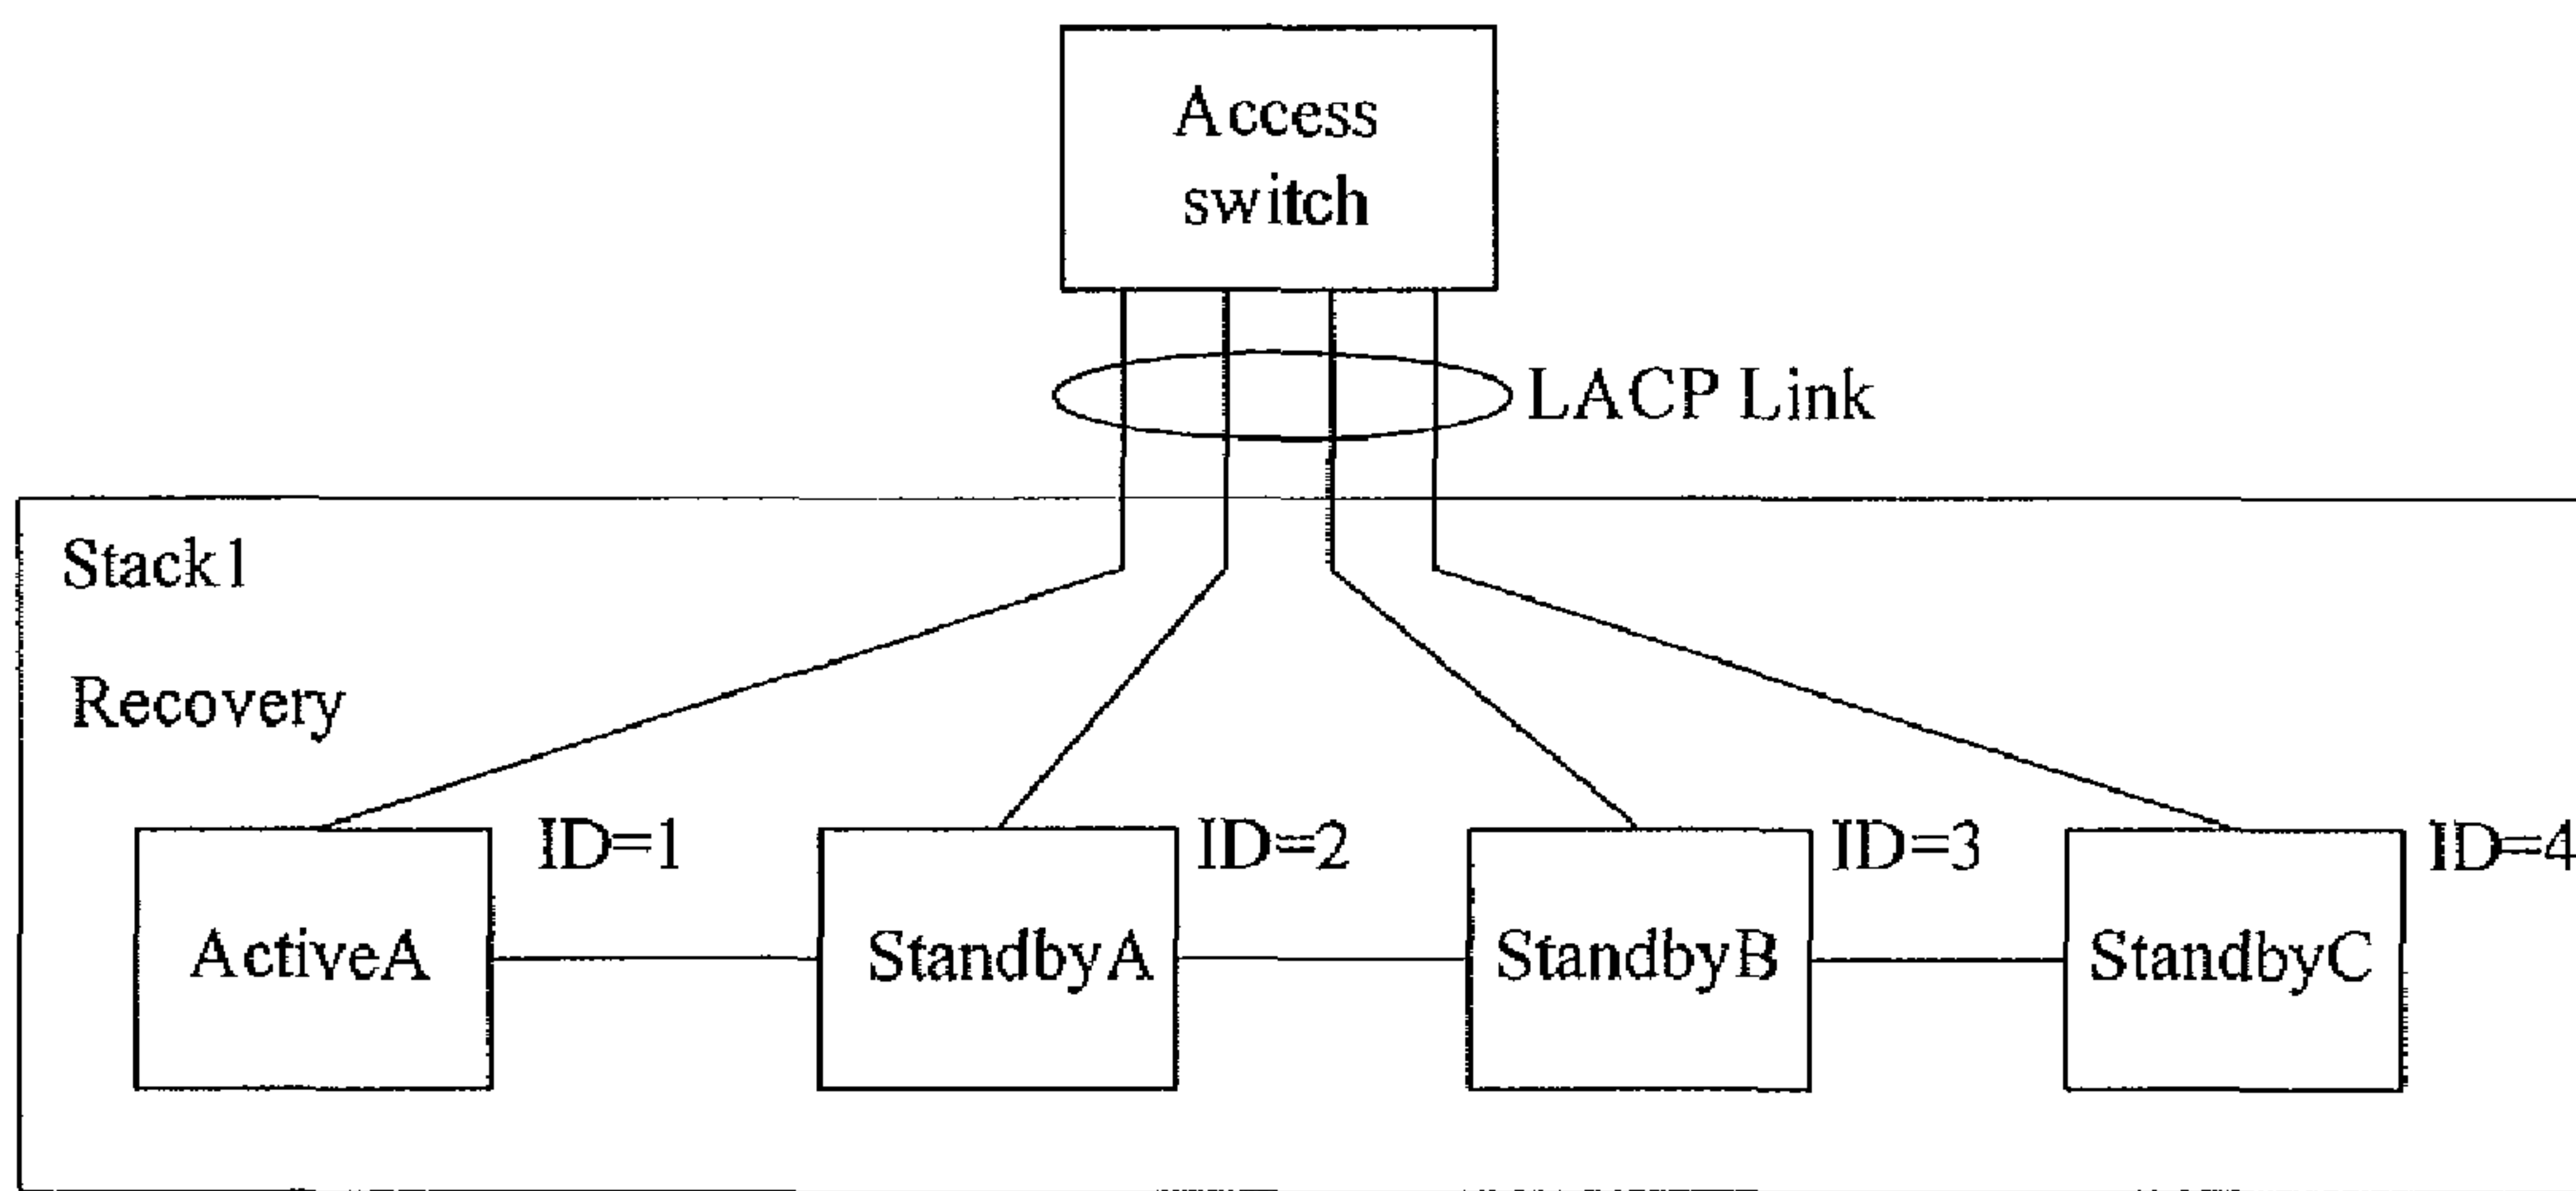 Access
switch
LACP Link
Stack1
Recovery
ID=1
ID=2
ID=3
ID=4
ActiveA
StandbyA
StandbyB
StandbyC